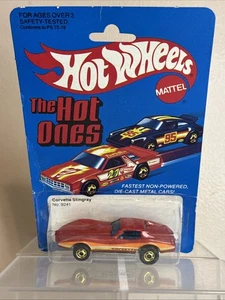 FOR AGES OVER 3
SAFETY-TESTED
Hot Wheels
MATTEL
The
Hot
Ones
95
FASTEST NON-POWERED,
DIE-CAST METAL CARS!
Corvette Stingray
No. 9241